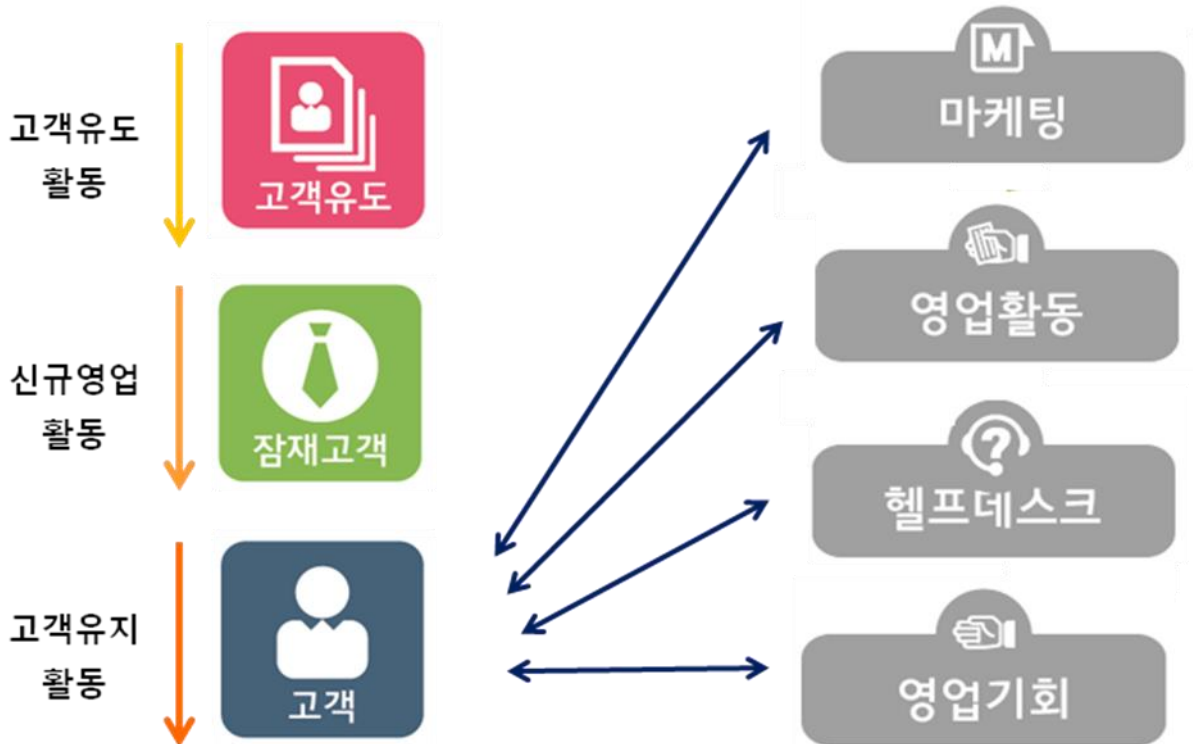 고객유도
활동
고객유도
신규영업
활동
잠재고객
고객유지
활동
고객
M
마케팅
영업활동
?
헬프데스크
영업기회